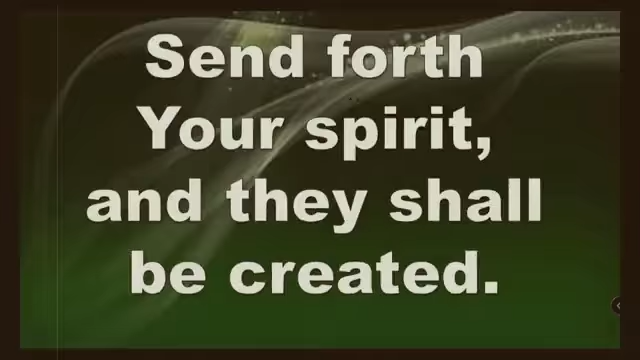 Send forth
Your spirit,
and they shall
be created.